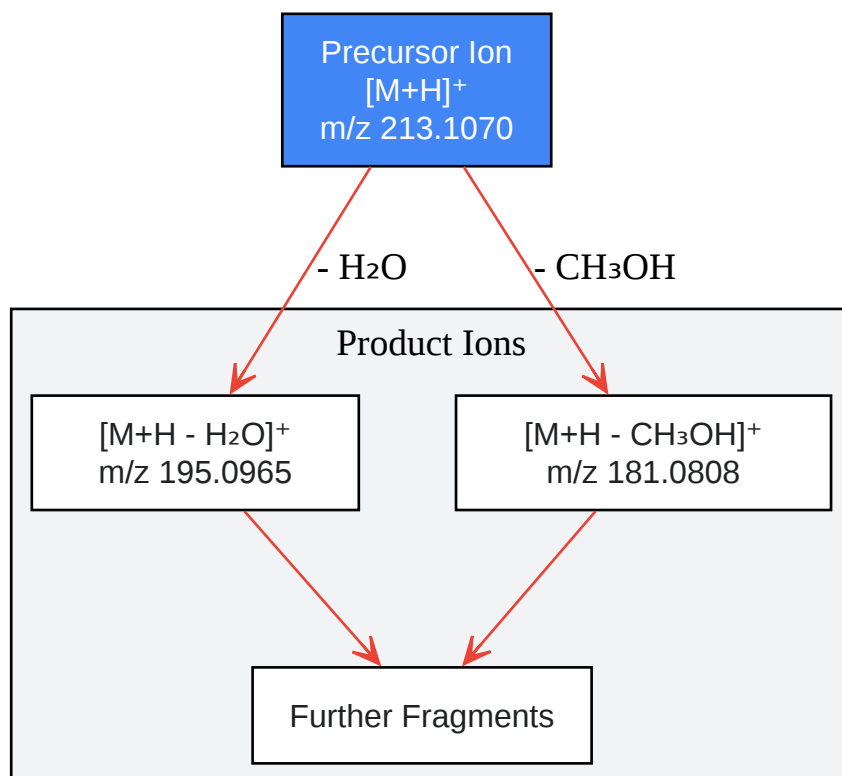 Precursor Ion
[M+H]⁺
m/z 213.1070
- H₂O
- CH₃OH
Product Ions
[M+H - H₂O]⁺
m/z 195.0965
[M+H - CH₃OH]⁺
m/z 181.0808
Further Fragments